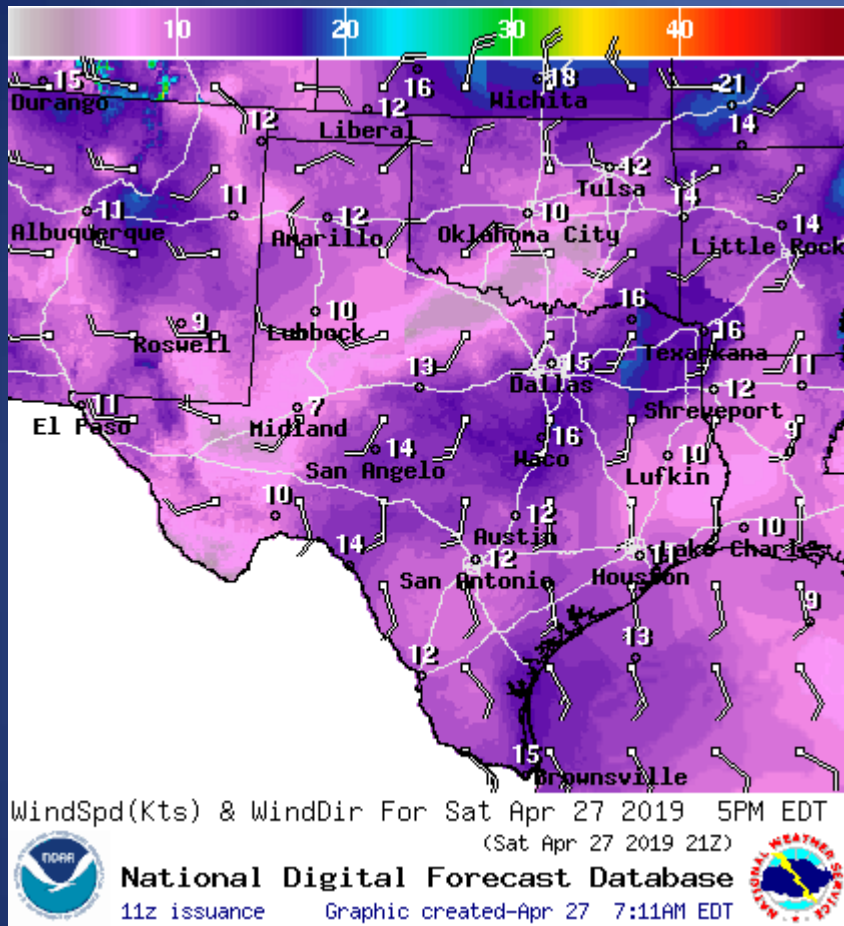 10 20 30 40
15 16 18 21
Durango Wichita
12 12 14
Liberal
12
Tulsa
11 11 12 10 14 14
Albuquerque Amarillo Oklahoma City Little Rock
9 10 16 16
Roswell Lubbock Texarkana
13 15 11
Dallas
11 7 12
El Paso Midland Shreveport
14 16 10 9
San Angelo Waco Lufkin
10 12 10
Austin Lake Charles
14 12 11
San Antonio Houston
9
12 13
15
Brownsville
WindSpd(Kts) & WindDir For Sat Apr 27 2019 5PM EDT
(Sat Apr 27 2019 21Z)
NOAA
National Digital Forecast Database
11z issuance Graphic created-Apr 27 7:11AM EDT
NATIONAL WEATHER SERVICE